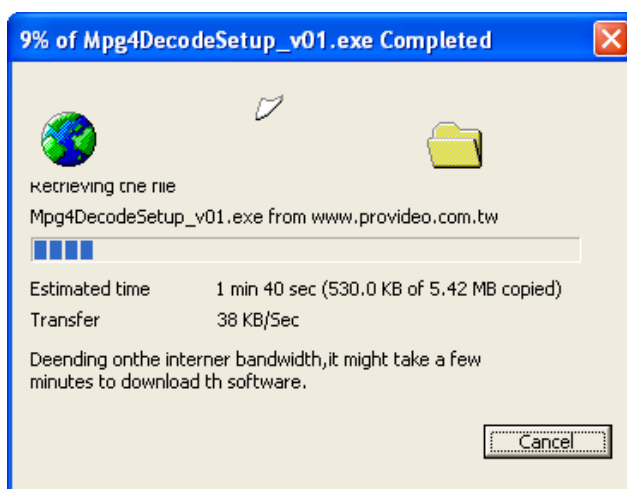 9% of Mpg4DecodeSetup_v01.exe Completed
Retrieving the file
Mpg4DecodeSetup_v01.exe from www.provideo.com.tw
Estimated time 1 min 40 sec (530.0 KB of 5.42 MB copied)
Transfer 38 KB/Sec
Deending onthe interner bandwidth,it might take a few
minutes to download th software.
Cancel